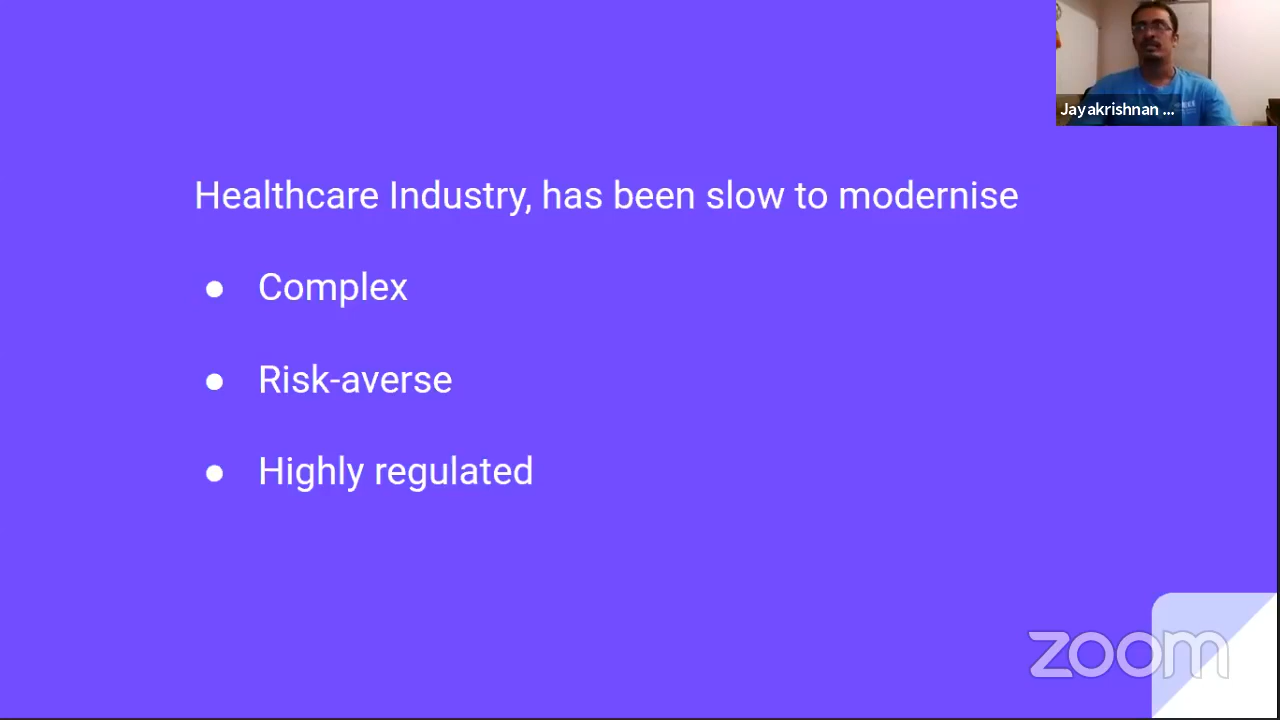 Jayakrishnan ...
Healthcare Industry, has been slow to modernise
● Complex
● Risk-averse
● Highly regulated
zoom